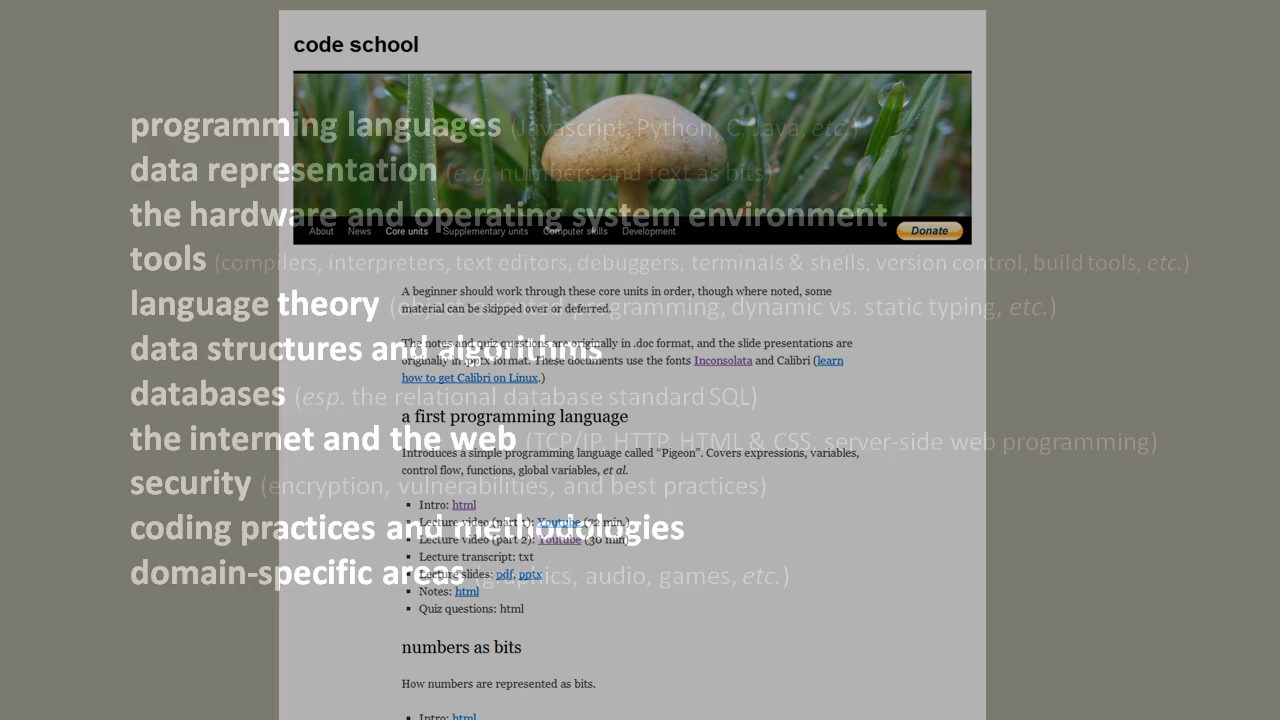 code school
programming languages (Javascript, Python, C, Java, etc.)
data representation (e.g. numbers and text as bits)
the hardware and operating system environment
About News Core units Supplementary units Computer skills Development Donate
tools (compilers, interpreters, text editors, debuggers, terminals & shells, version control, build tools, etc.)
A beginner should work through these core units in order, though where noted, some
material can be skipped over or deferred.
language theory (object-oriented programming, dynamic vs. static typing, etc.)
The notes and quiz questions are originally in .doc format, and the slide presentations are
originally in .pptx format. These documents use the fonts Inconsolata and Calibri (learn
how to get Calibri on Linux.)
data structures and algorithms
databases (esp. the relational database standard SQL)
a first programming language
the internet and the web (TCP/IP, HTTP, HTML & CSS, server-side web programming)
Introduces a simple programming language called “Pigeon”. Covers expressions, variables,
control flow, functions, global variables, et al.
security (encryption, vulnerabilities, and best practices)
Intro: html
Lecture video (part 1): Youtube (72 min.)
Lecture video (part 2): Youtube (30 min)
coding practices and methodologies
Lecture transcript: txt
Lecture slides: pdf, pptx
domain-specific areas (graphics, audio, games, etc.)
Notes: html
Quiz questions: html
numbers as bits
How numbers are represented as bits.
Intro: html